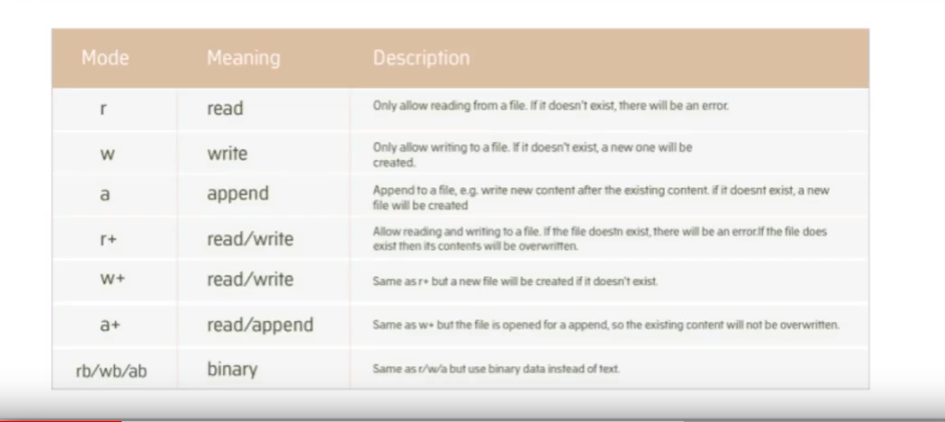 Mode Meaning Description
r read Only allow reading from a file. If it doesn't exist, there will be an error.
w write Only allow writing to a file. If it doesn't exist, a new one will be
created.
a append Append to a file, e.g. write new content after the existing content. if it doesnt exist, a new
file will be created
r+ read/write Allow reading and writing to a file. If the file doestn exist, there will be an error.If the file does
exist then its contents will be overwritten.
w+ read/write Same as r+ but a new file will be created if it doesn't exist.
a+ read/append Same as w+ but the file is opened for a append, so the existing content will not be overwritten.
rb/wb/ab binary Same as r/w/a but use binary data instead of text.